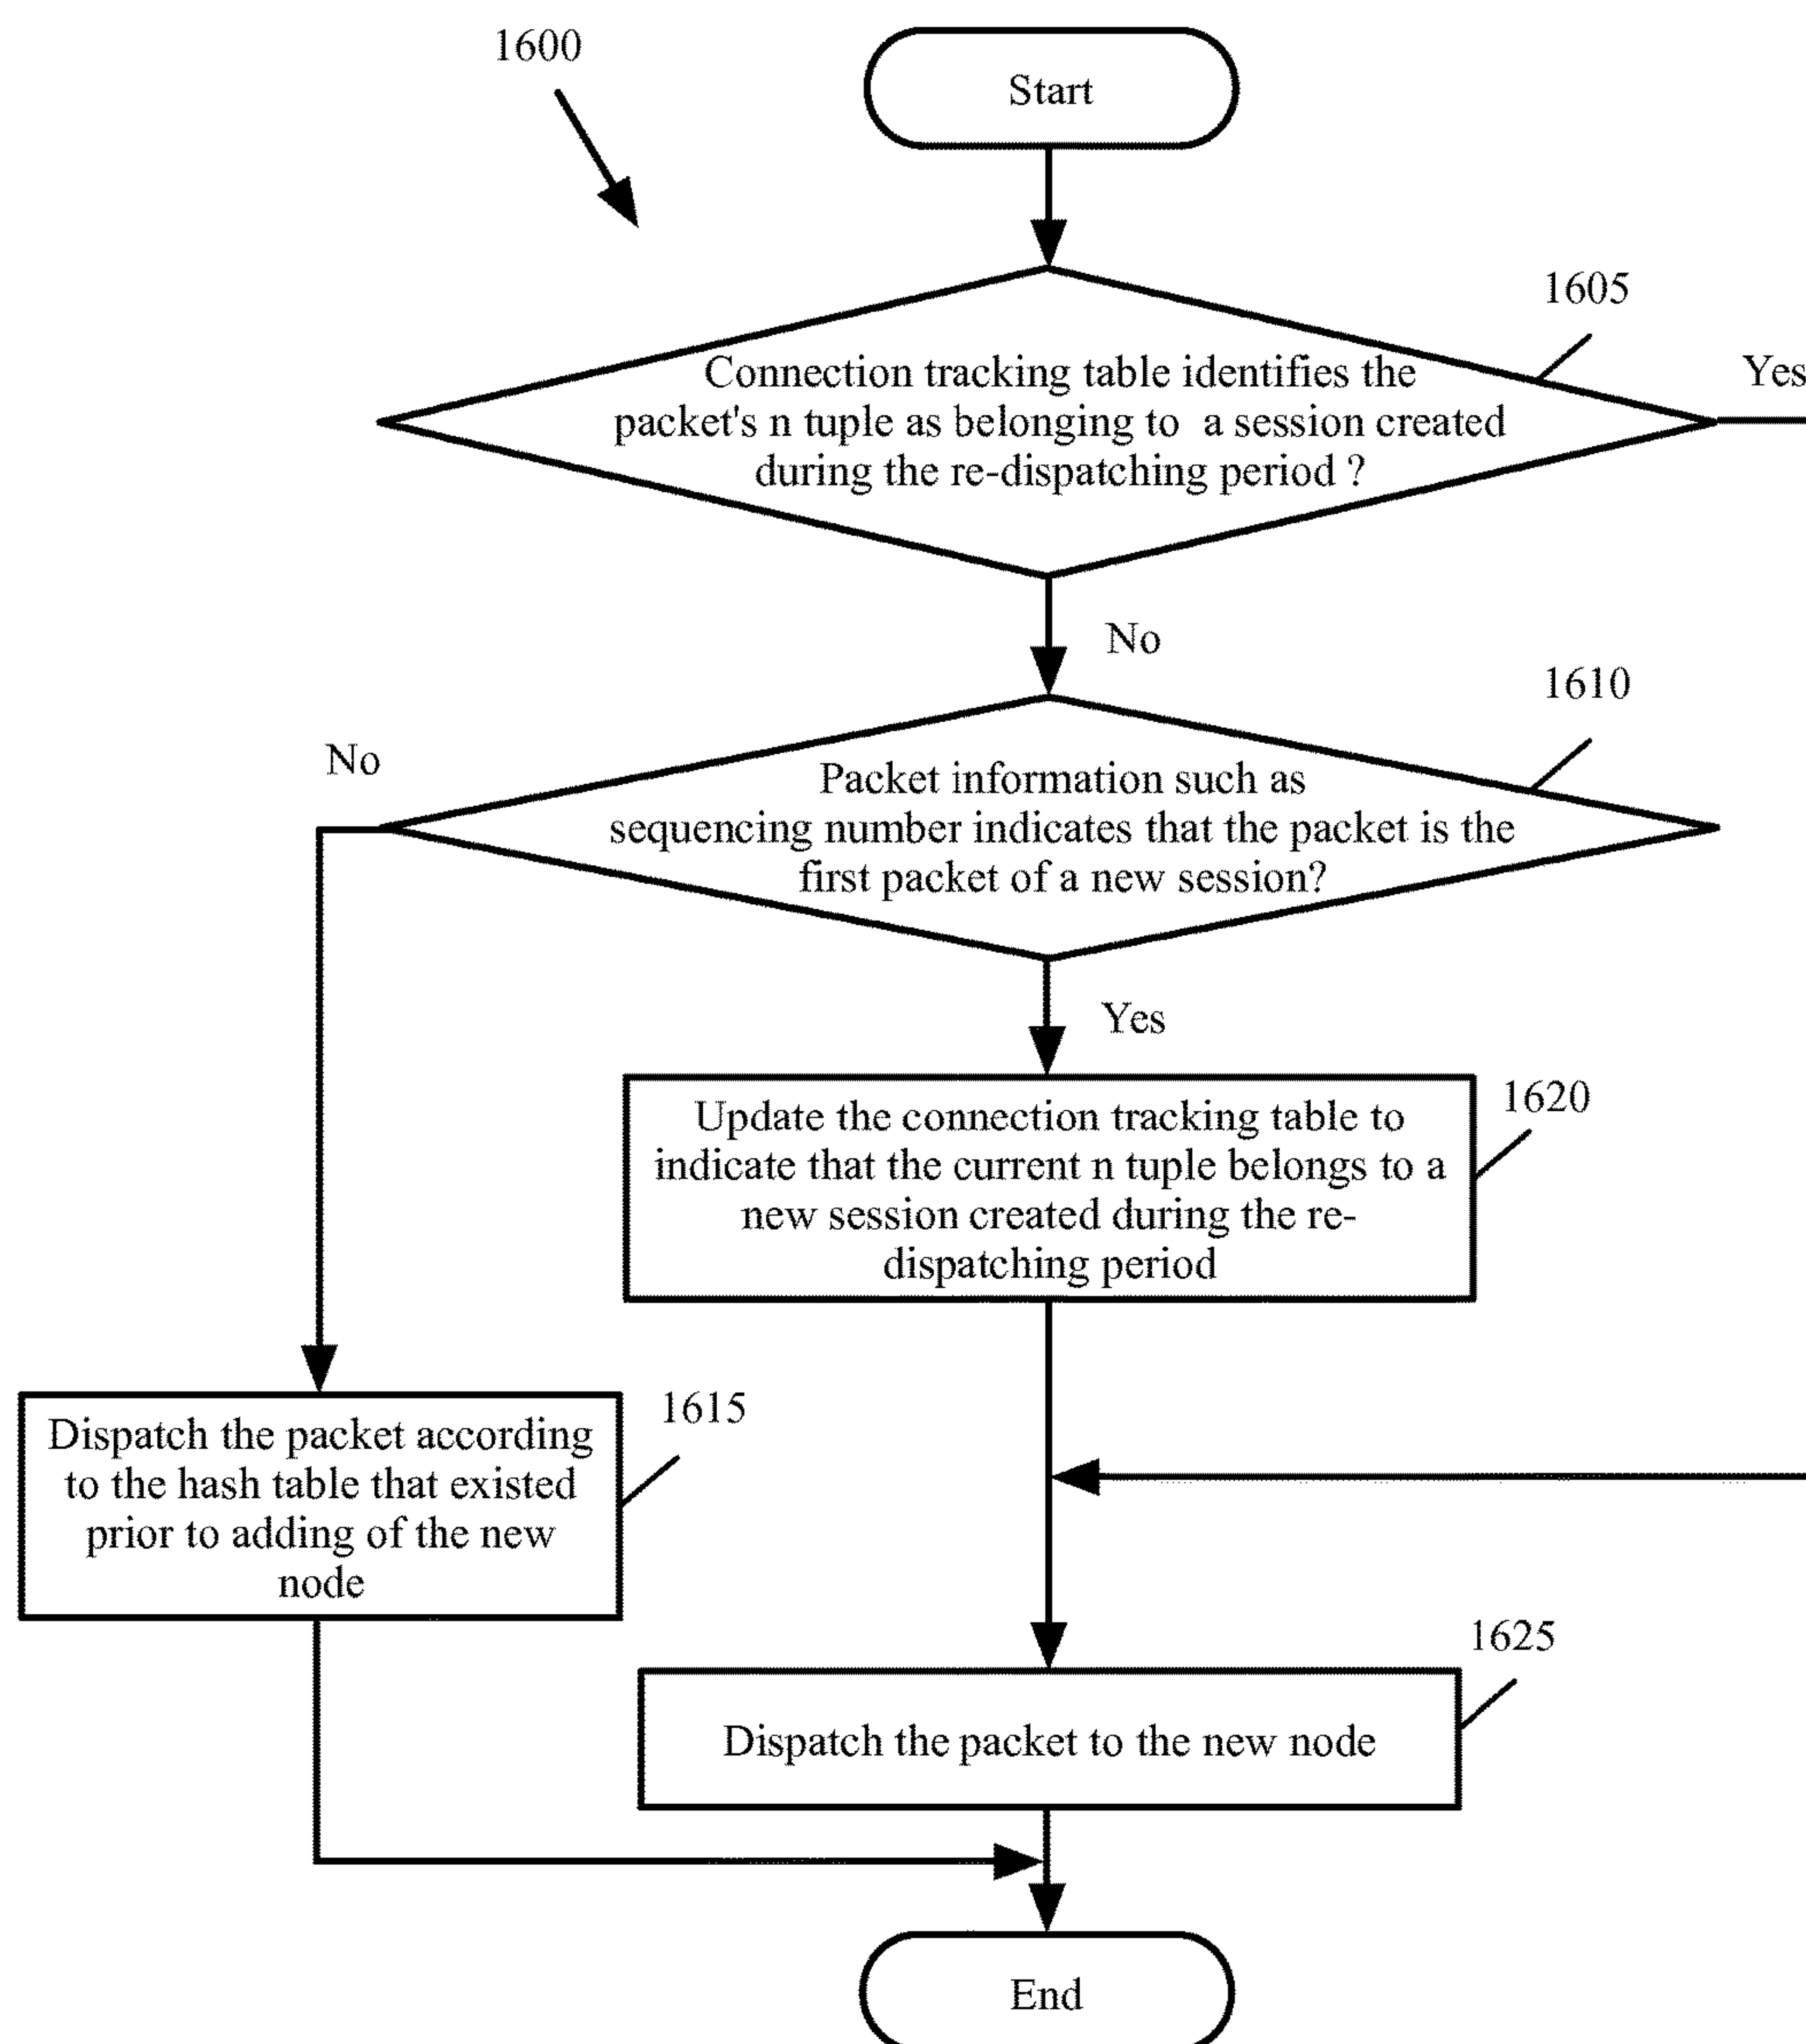 1600
Start
1605
Connection tracking table identifies the
packet's n tuple as belonging to a session created
during the re-dispatching period ?
Yes
No
1610
No
Packet information such as
sequencing number indicates that the packet is the
first packet of a new session?
Yes
1620
Update the connection tracking table to
indicate that the current n tuple belongs to a
new session created during the re-
dispatching period
1615
Dispatch the packet according
to the hash table that existed
prior to adding of the new
node
1625
Dispatch the packet to the new node
End